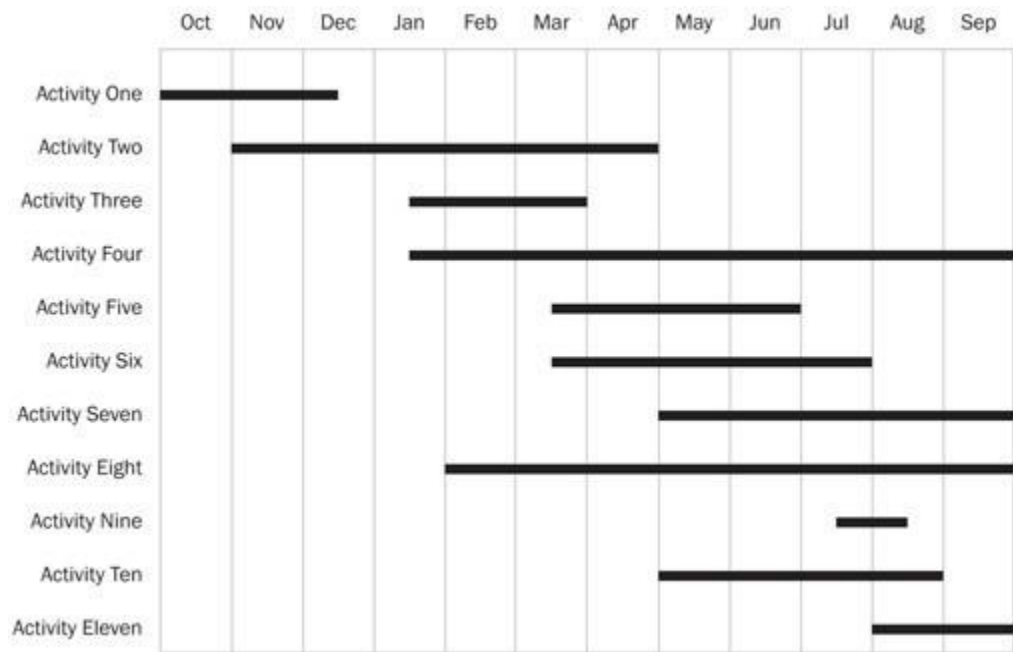 Oct Nov Dec Jan Feb Mar Apr May Jun Jul Aug Sep
Activity One
Activity Two
Activity Three
Activity Four
Activity Five
Activity Six
Activity Seven
Activity Eight
Activity Nine
Activity Ten
Activity Eleven